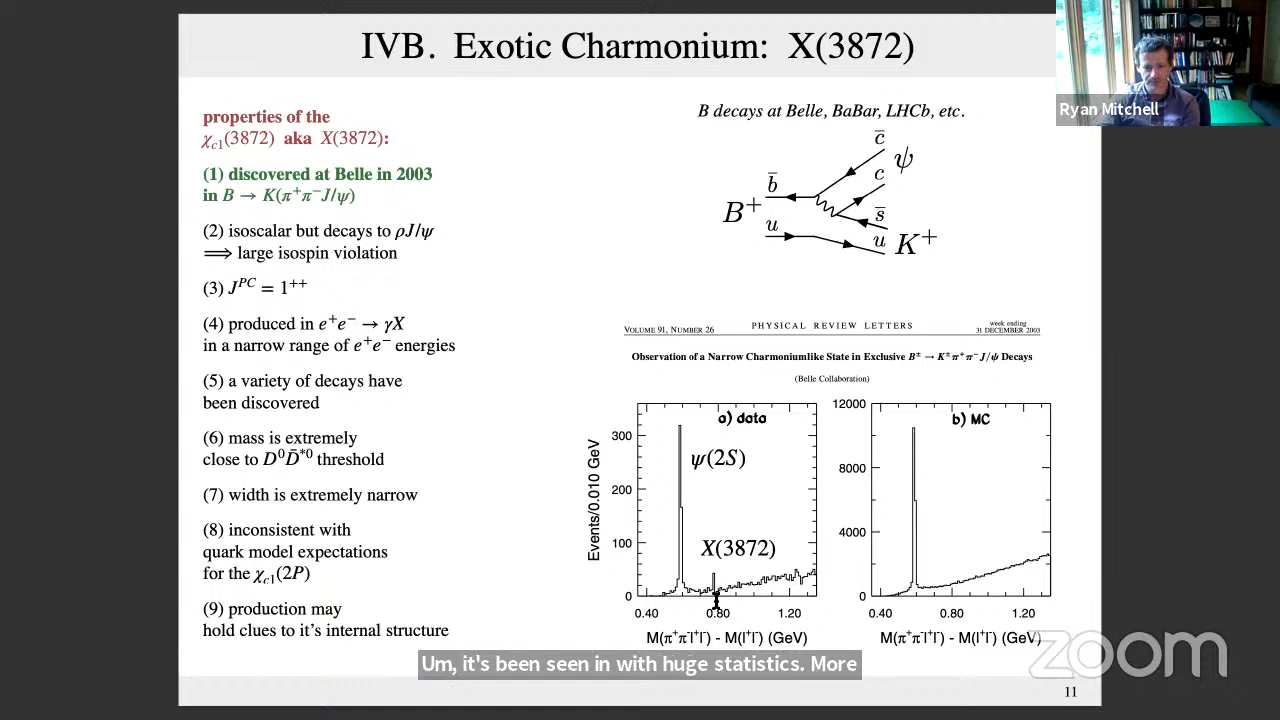 IVB. Exotic Charmonium: X(3872)
Ryan Mitchell
properties of the
χc1(3872) aka X(3872):
(1) discovered at Belle in 2003
in B → K(π⁺π⁻J/ψ)
(2) isoscalar but decays to ρJ/ψ
⟹ large isospin violation
(3) J^PC = 1⁺⁺
(4) produced in e⁺e⁻ → γX
in a narrow range of e⁺e⁻ energies
(5) a variety of decays have
been discovered
(6) mass is extremely
close to D⁰D̄*⁰ threshold
(7) width is extremely narrow
(8) inconsistent with
quark model expectations
for the χc1(2P)
(9) production may
hold clues to it's internal structure
B decays at Belle, BaBar, LHCb, etc.
c̄
ψ
b̄
c
B⁺
s̄
u
u K⁺
VOLUME 91, NUMBER 26
PHYSICAL REVIEW LETTERS
week ending
31 DECEMBER 2003
Observation of a Narrow Charmoniumlike State in Exclusive B± → K±π⁺π⁻J/ψ Decays
(Belle Collaboration)
a) data
ψ(2S)
X(3872)
Events/0.010 GeV
300
200
100
0
0.40 0.80 1.20
M(π⁺π⁻l⁺l⁻) - M(l⁺l⁻) (GeV)
b) MC
12000
8000
4000
0
0.40 0.80 1.20
M(π⁺π⁻l⁺l⁻) - M(l⁺l⁻) (GeV)
Um, it's been seen in with huge statistics. More
zoom
11